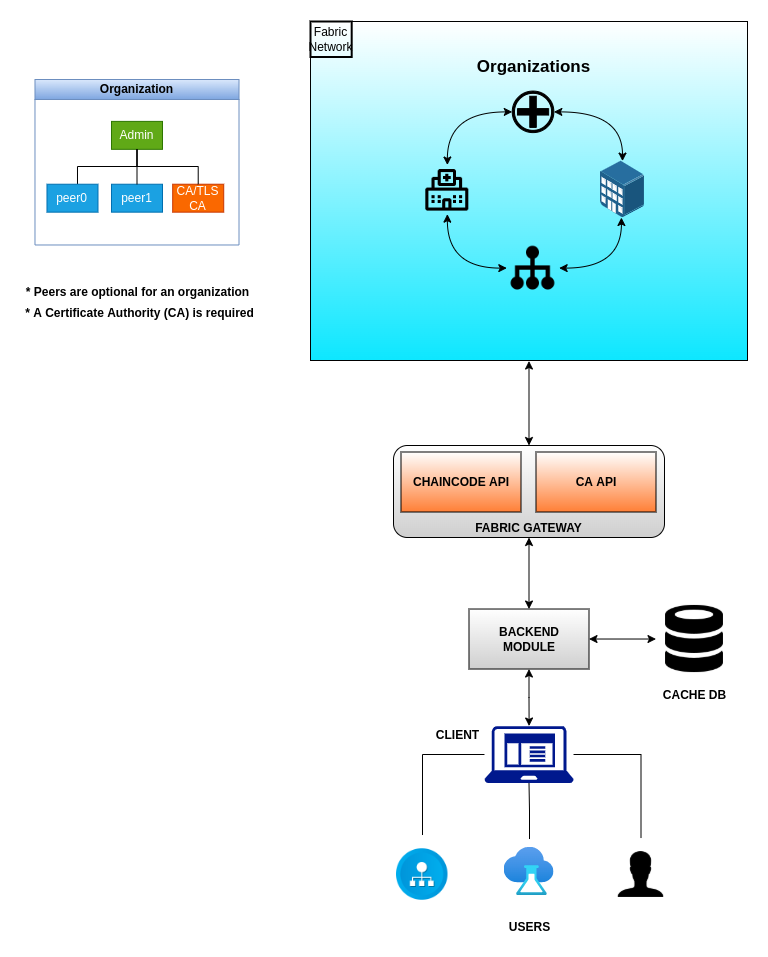 Fabric
Network
Organizations
Organization
Admin
peer0
peer1
CA/TLS
CA
* Peers are optional for an organization
* A Certificate Authority (CA) is required
CHAINCODE API
CA API
FABRIC GATEWAY
BACKEND
MODULE
CACHE DB
CLIENT
USERS